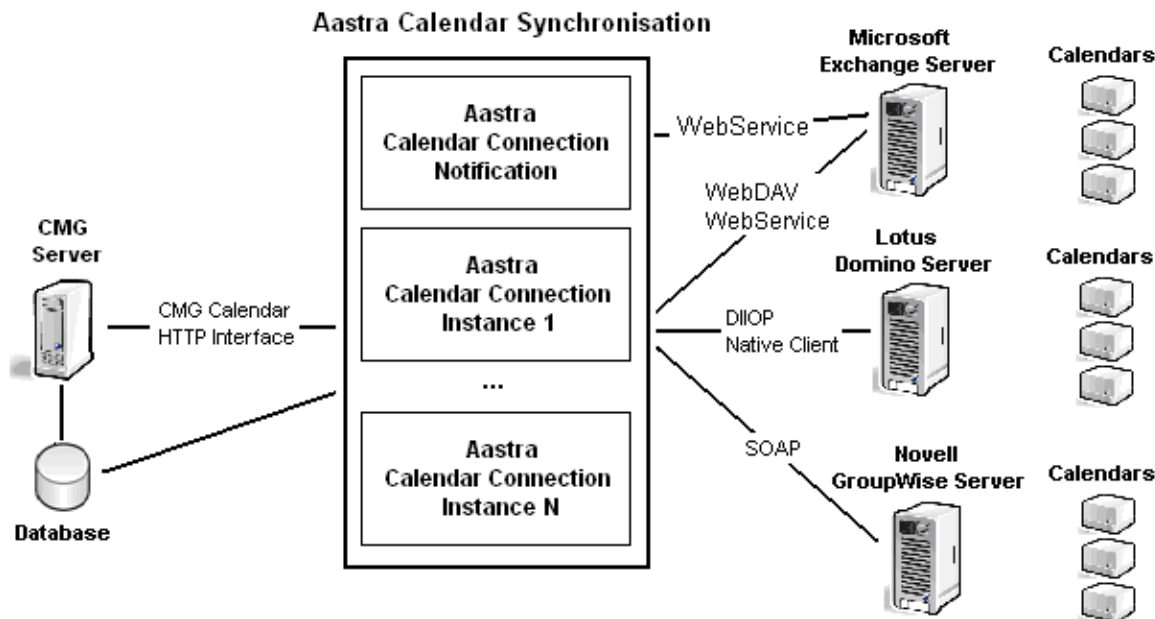 Aastra Calendar Synchronisation
Aastra
Calendar Connection
Notification
Aastra
Calendar Connection
Instance 1
...
Aastra
Calendar Connection
Instance N
CMG
Server
CMG Calendar
HTTP Interface
Database
WebService
WebDAV
WebService
DIIOP
Native Client
SOAP
Microsoft
Exchange Server
Calendars
Lotus
Domino Server
Calendars
Novell
GroupWise Server
Calendars